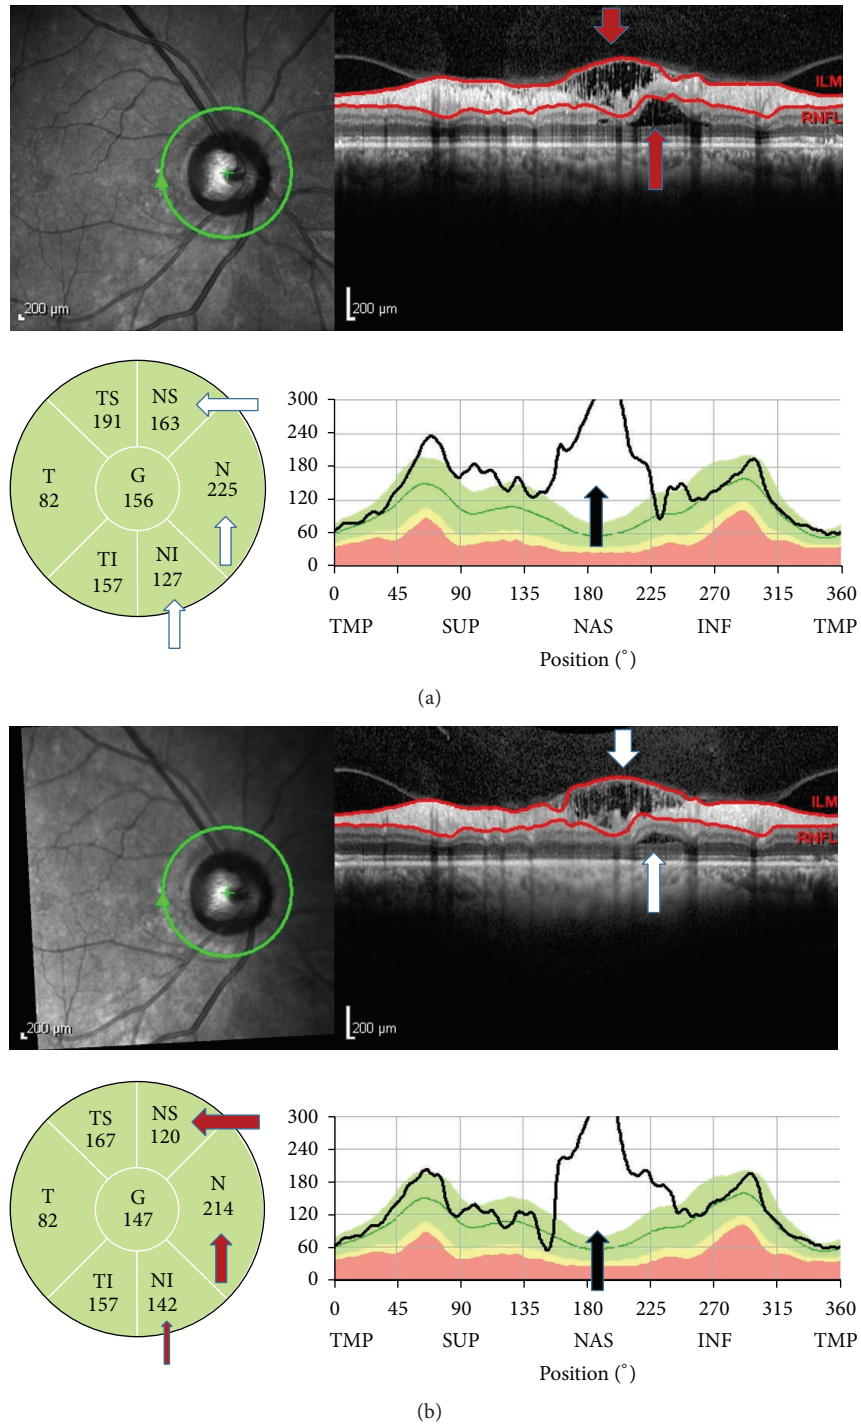 ILM
RNFL
200 µm
200 µm
TS
191
NS
163
T
82
G
156
N
225
TI
157
NI
127
300
240
180
120
60
0
0 45 90 135 180 225 270 315 360
TMP SUP NAS INF TMP
Position (°)
(a)
ILM
RNFL
200 µm
200 µm
TS
167
NS
120
T
82
G
147
N
214
TI
157
NI
142
300
240
180
120
60
0
0 45 90 135 180 225 270 315 360
TMP SUP NAS INF TMP
Position (°)
(b)